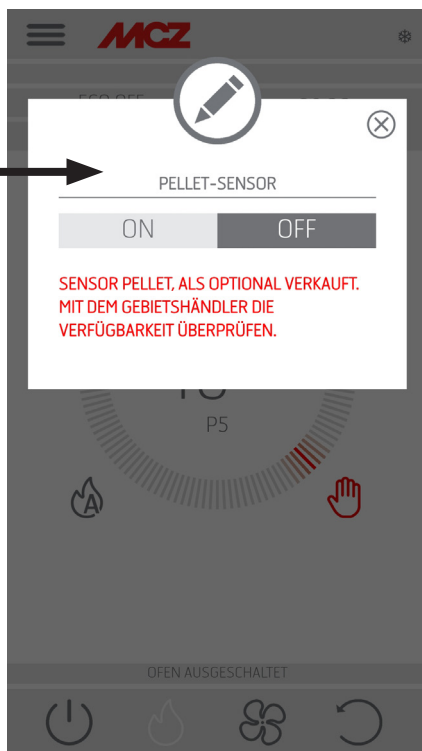 MCZ
PELLET-SENSOR
ON OFF
SENSOR PELLET, ALS OPTIONAL VERKAUFT.
MIT DEM GEBIETSHÄNDLER DIE
VERFÜGBARKEIT ÜBERPRÜFEN.
P5
A
OFEN AUSGESCHALTET